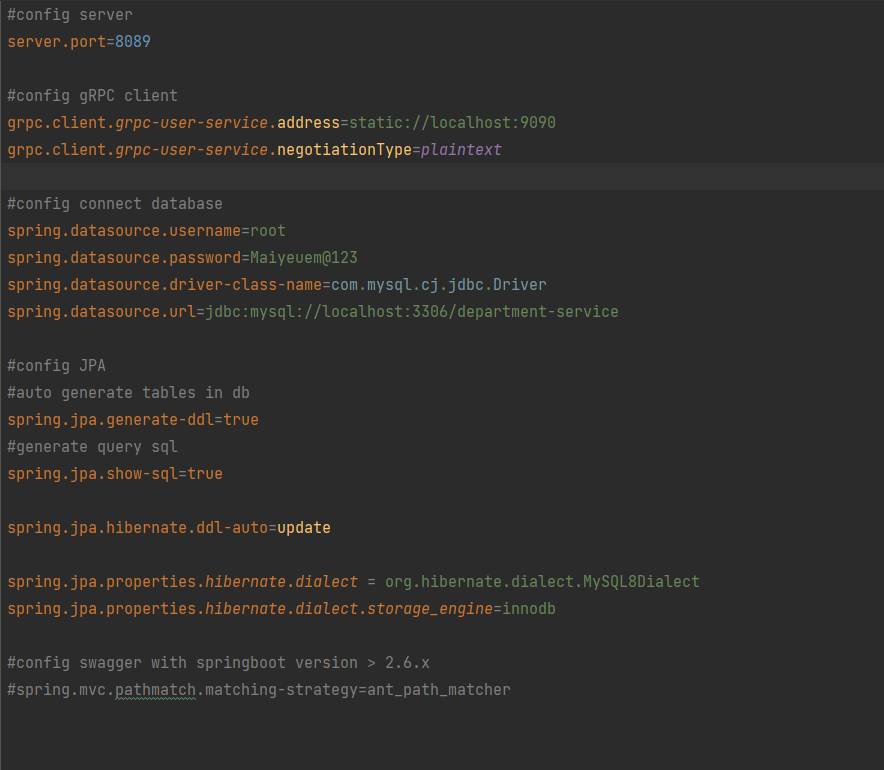 #config server
server.port=8089
#config gRPC client
grpc.client.grpc-user-service.address=static://localhost:9090
grpc.client.grpc-user-service.negotiationType=plaintext
#config connect database
spring.datasource.username=root
spring.datasource.password=Maiyeuem@123
spring.datasource.driver-class-name=com.mysql.cj.jdbc.Driver
spring.datasource.url=jdbc:mysql://localhost:3306/department-service
#config JPA
#auto generate tables in db
spring.jpa.generate-ddl=true
#generate query sql
spring.jpa.show-sql=true
spring.jpa.hibernate.ddl-auto=update
spring.jpa.properties.hibernate.dialect = org.hibernate.dialect.MySQL8Dialect
spring.jpa.properties.hibernate.dialect.storage_engine=innodb
#config swagger with springboot version > 2.6.x
#spring.mvc.pathmatch.matching-strategy=ant_path_matcher